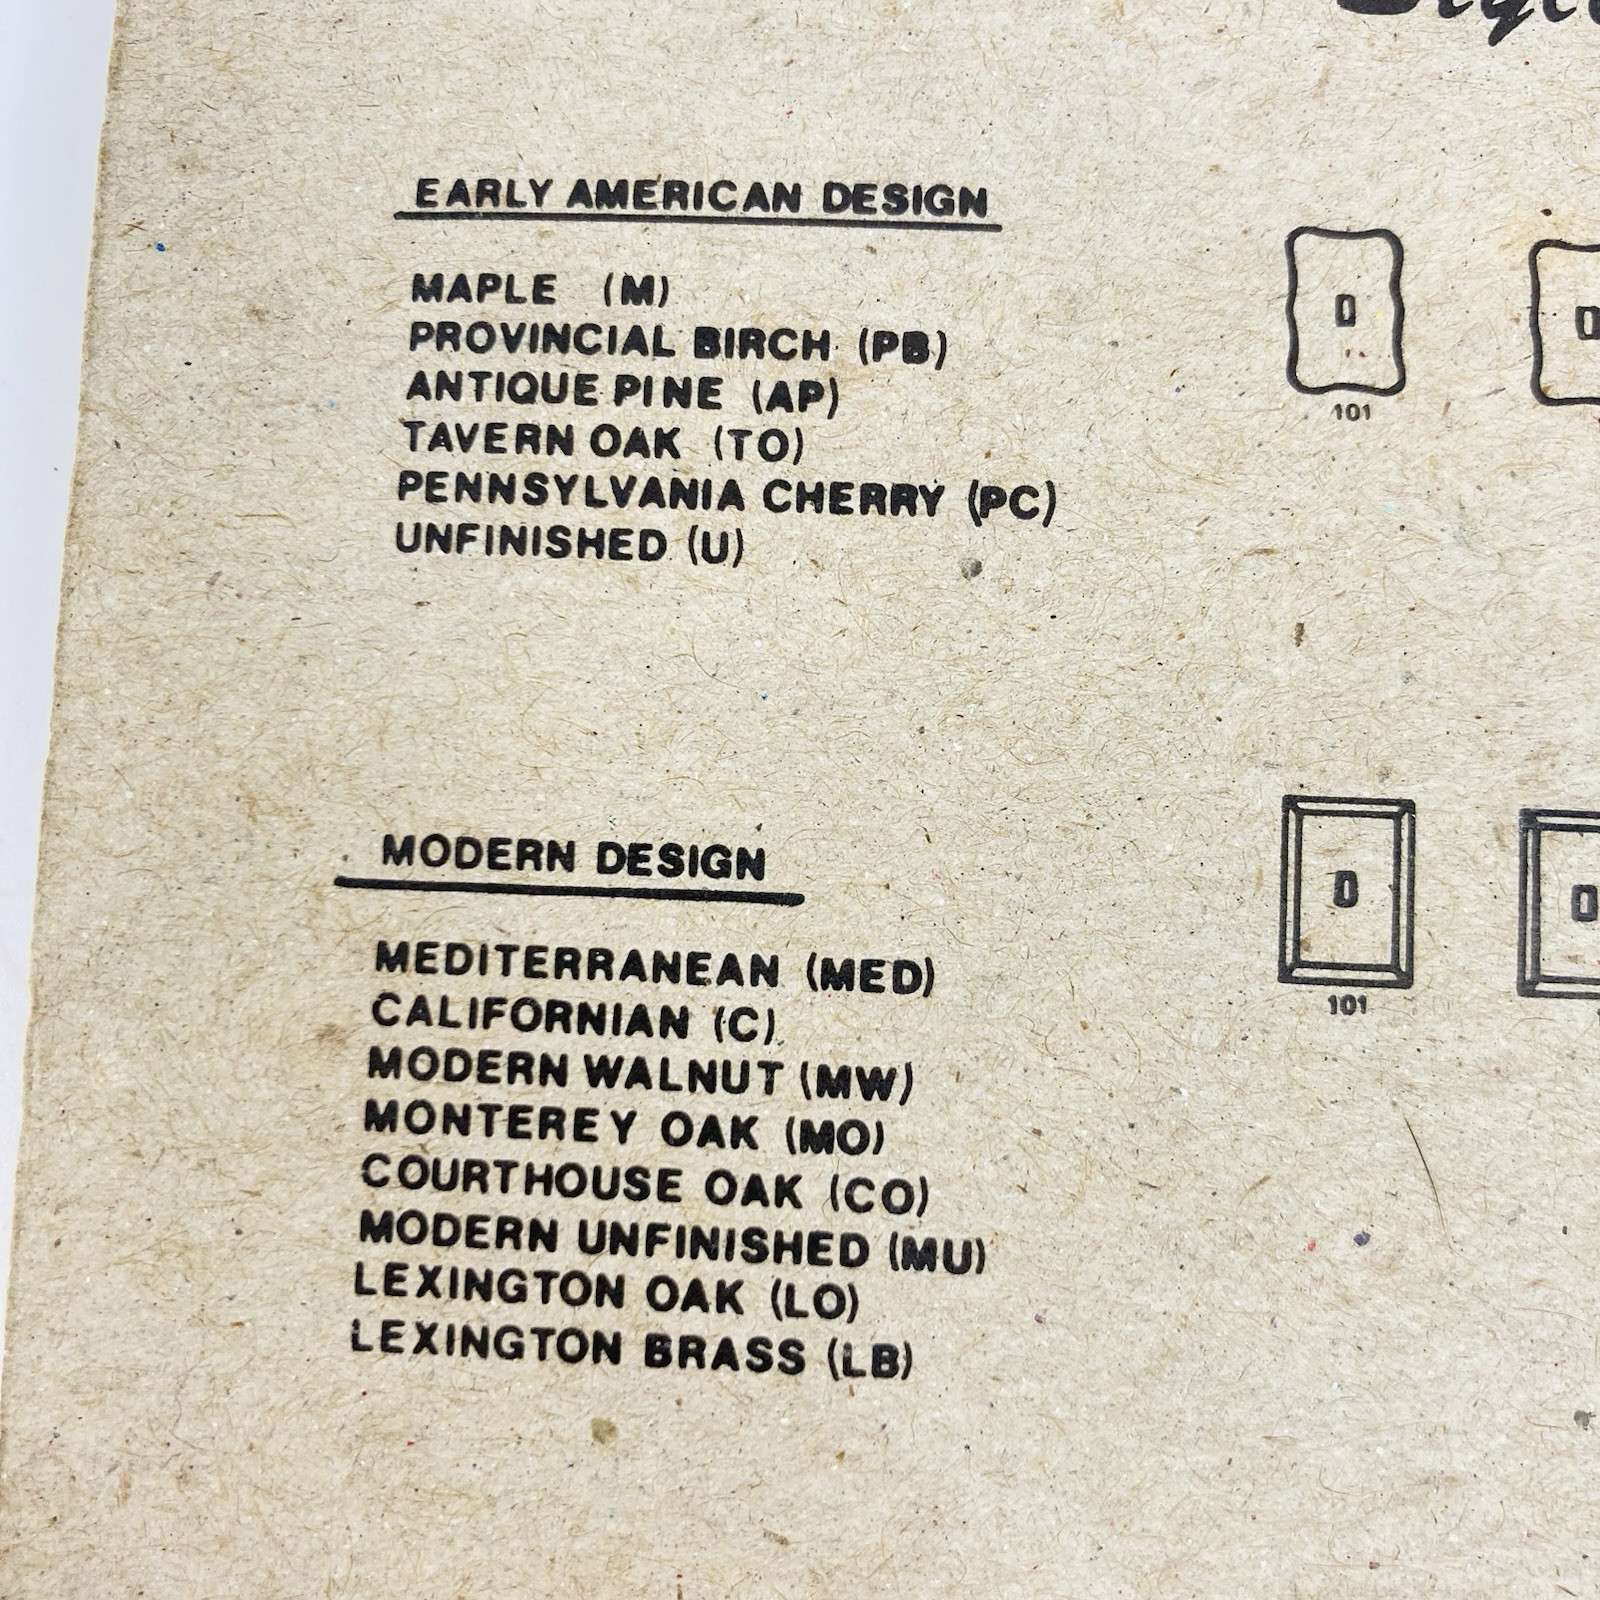 EARLY AMERICAN DESIGN
MAPLE (M)
PROVINCIAL BIRCH (PB)
ANTIQUE PINE (AP)
TAVERN OAK (TO)
PENNSYLVANIA CHERRY (PC)
UNFINISHED (U)
101
MODERN DESIGN
MEDITERRANEAN (MED)
CALIFORNIAN (C)
MODERN WALNUT (MW)
MONTEREY OAK (MO)
COURTHOUSE OAK (CO)
MODERN UNFINISHED (MU)
LEXINGTON OAK (LO)
LEXINGTON BRASS (LB)
101